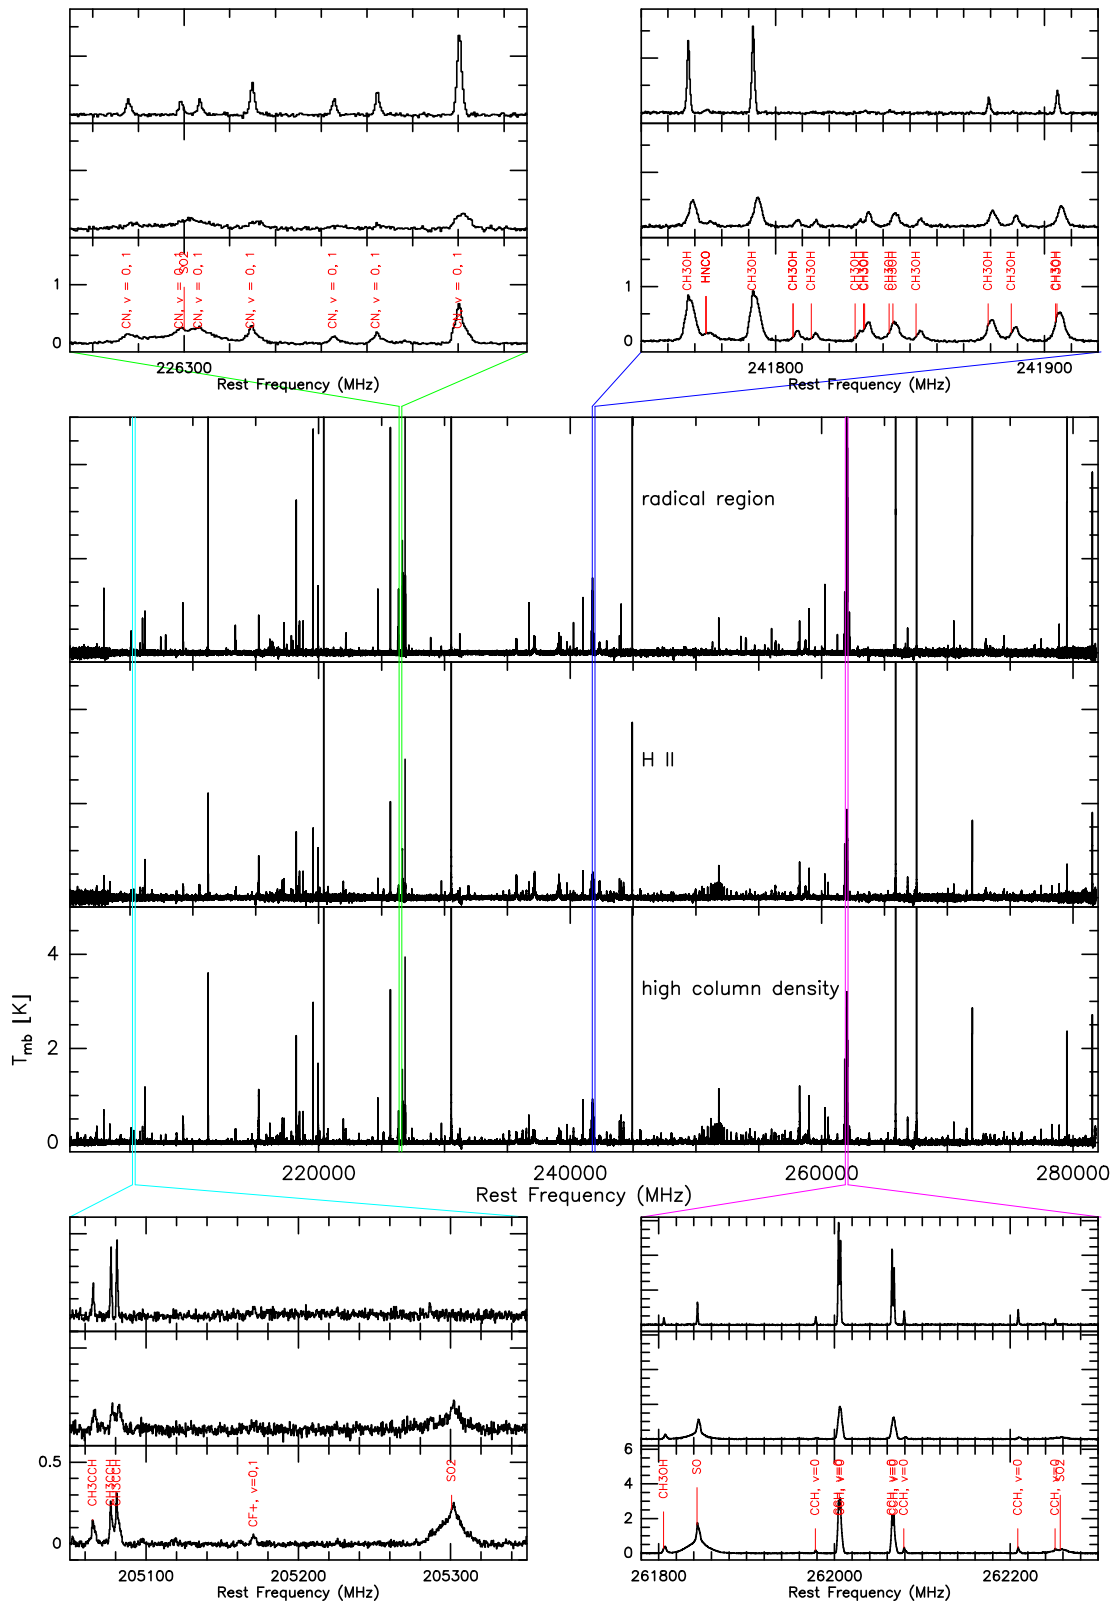 CN, v = 0, 1
CN, v = 0, 1
SO2
CN, v = 0, 1
CN, v = 0, 1
CN, v = 0, 1
CN, v = 0, 1
CN, v = 0, 1
1
0
226300
Rest Frequency (MHz)
CH3OH
HNCO
CH3OH
CH3OH
CH3OH
CH3OH
CH3OH
CH3OH
CH3OH
CH3OH
CH3OH
CH3OH
CH3OH
1
0
241800
241900
Rest Frequency (MHz)
radical region
H II
high column density
4
2
0
Tmb [K]
220000
240000
260000
280000
Rest Frequency (MHz)
CH3CCH
CH3CCH
CH3CCH
CF+, v=0,1
SO2
0.5
0
205100
205200
205300
Rest Frequency (MHz)
CH3OH
SO
CCH, v=0
CCH, v=0
CCH, v=0
CCH, v=0
CCH, v=0
CCH, v=0
SO2
6
4
2
0
261800
262000
262200
Rest Frequency (MHz)